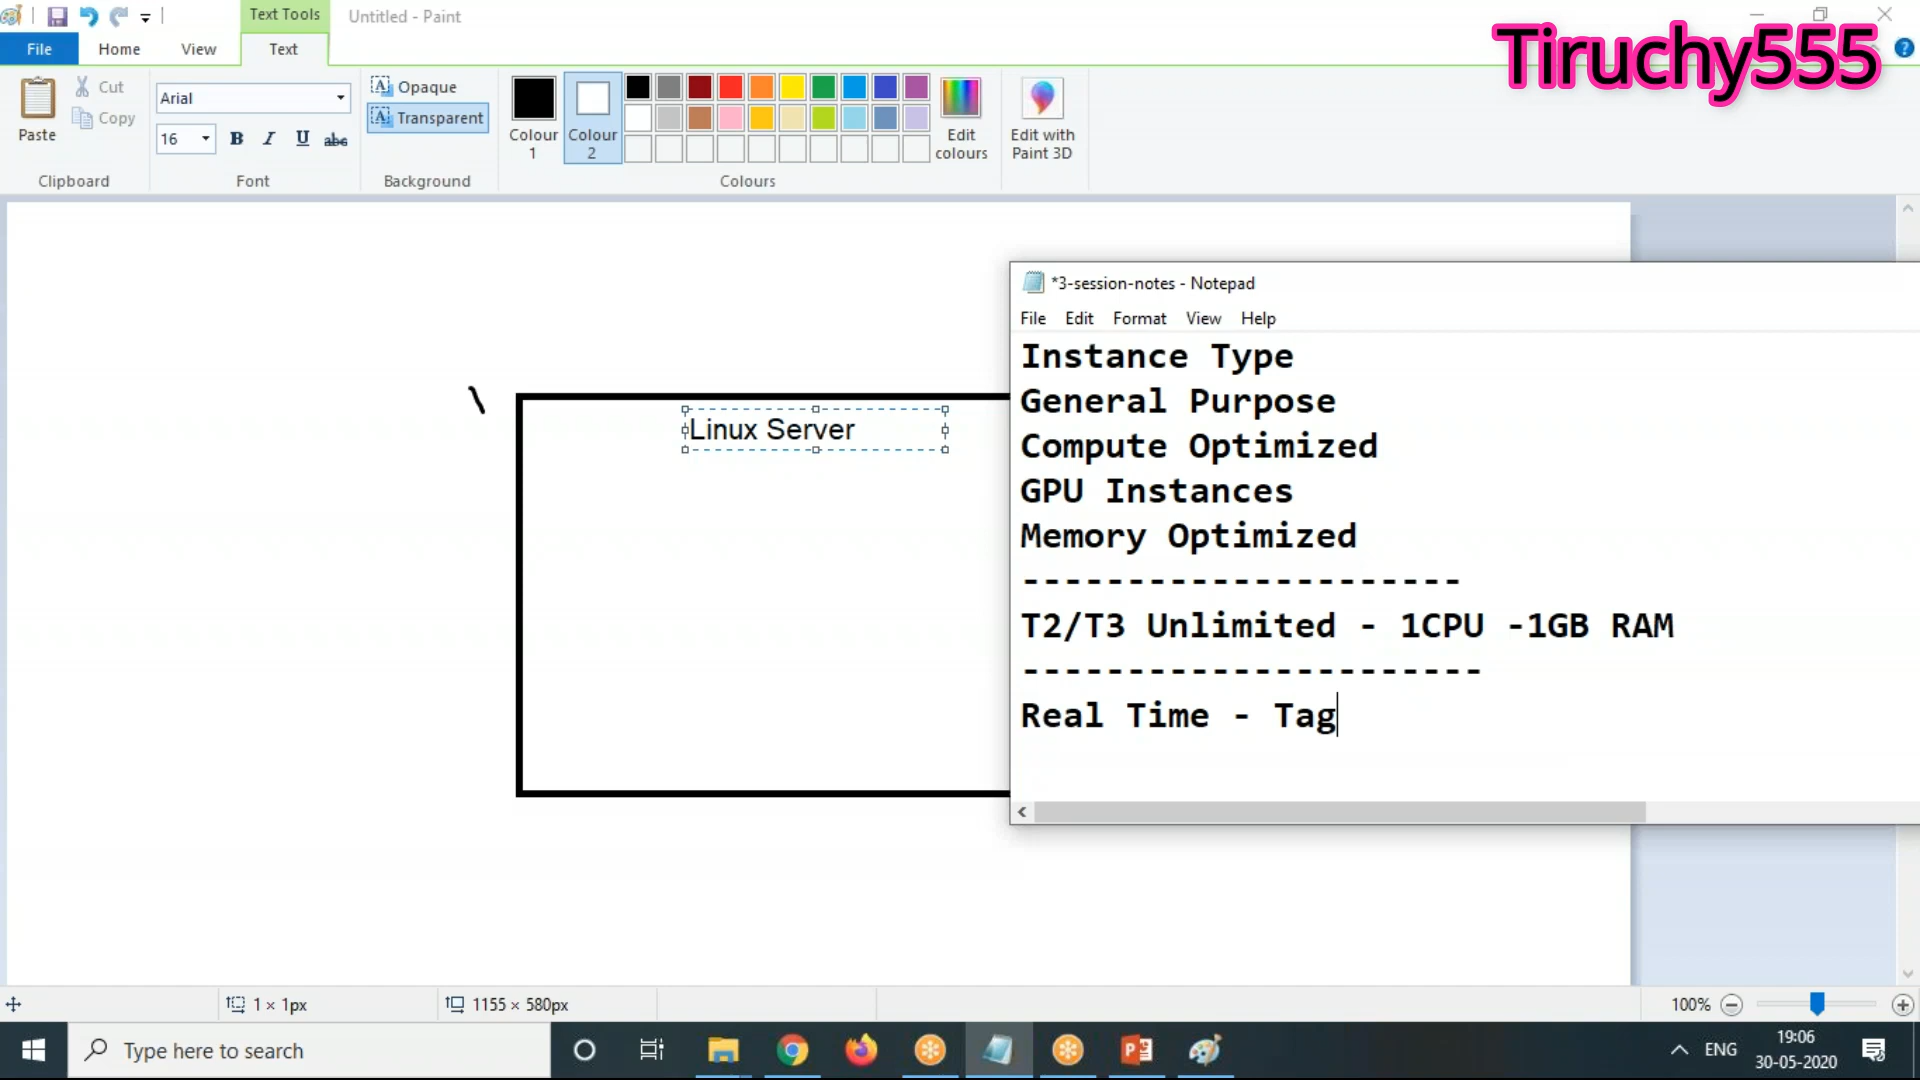 Text Tools
Untitled - Paint
Tiruchy555
File
Home
View
Text
Paste
Cut
Copy
Arial
16
B
I
U
abc
Opaque
Transparent
Colour 1
Colour 2
Edit colours
Edit with Paint 3D
Clipboard
Font
Background
Colours
Linux Server
*3-session-notes - Notepad
File Edit Format View Help
Instance Type
General Purpose
Compute Optimized
GPU Instances
Memory Optimized
---------------------
T2/T3 Unlimited - 1CPU -1GB RAM
----------------------
Real Time - Tag
1 × 1px
1155 × 580px
100%
Type here to search
ENG
19:06
30-05-2020